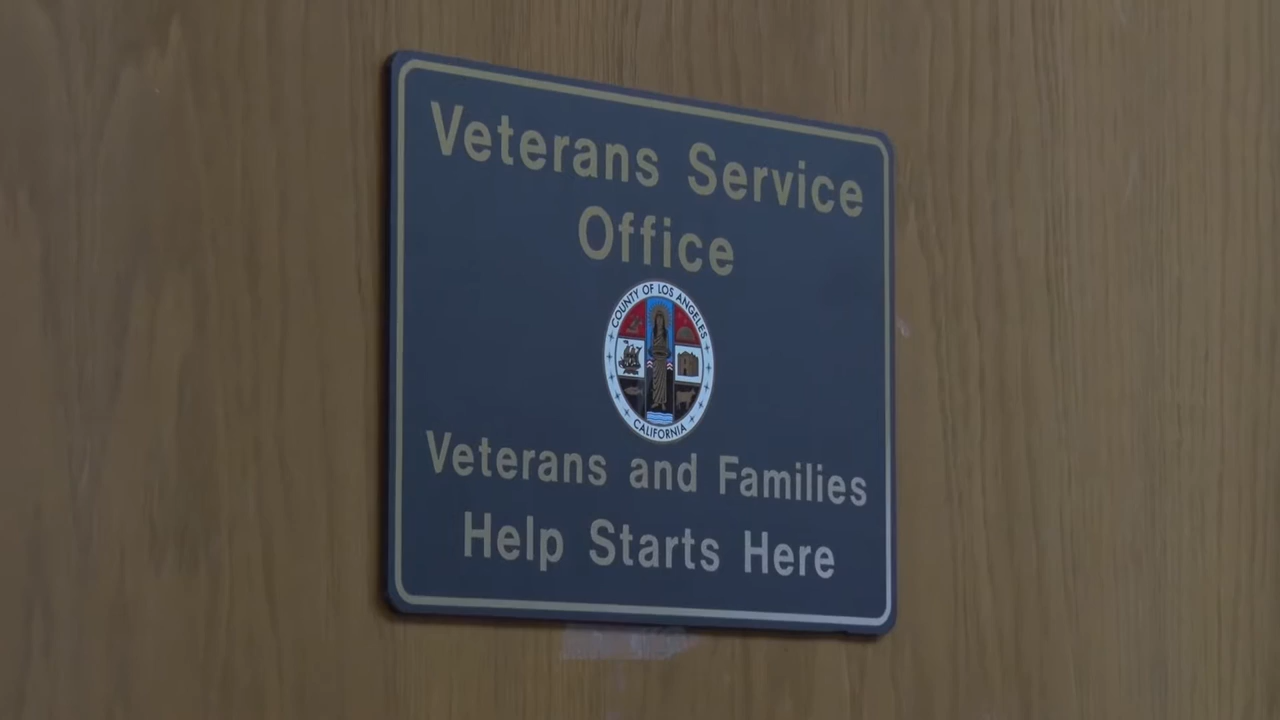 Veterans Service
Office
COUNTY OF LOS ANGELES
CALIFORNIA
Veterans and Families
Help Starts Here